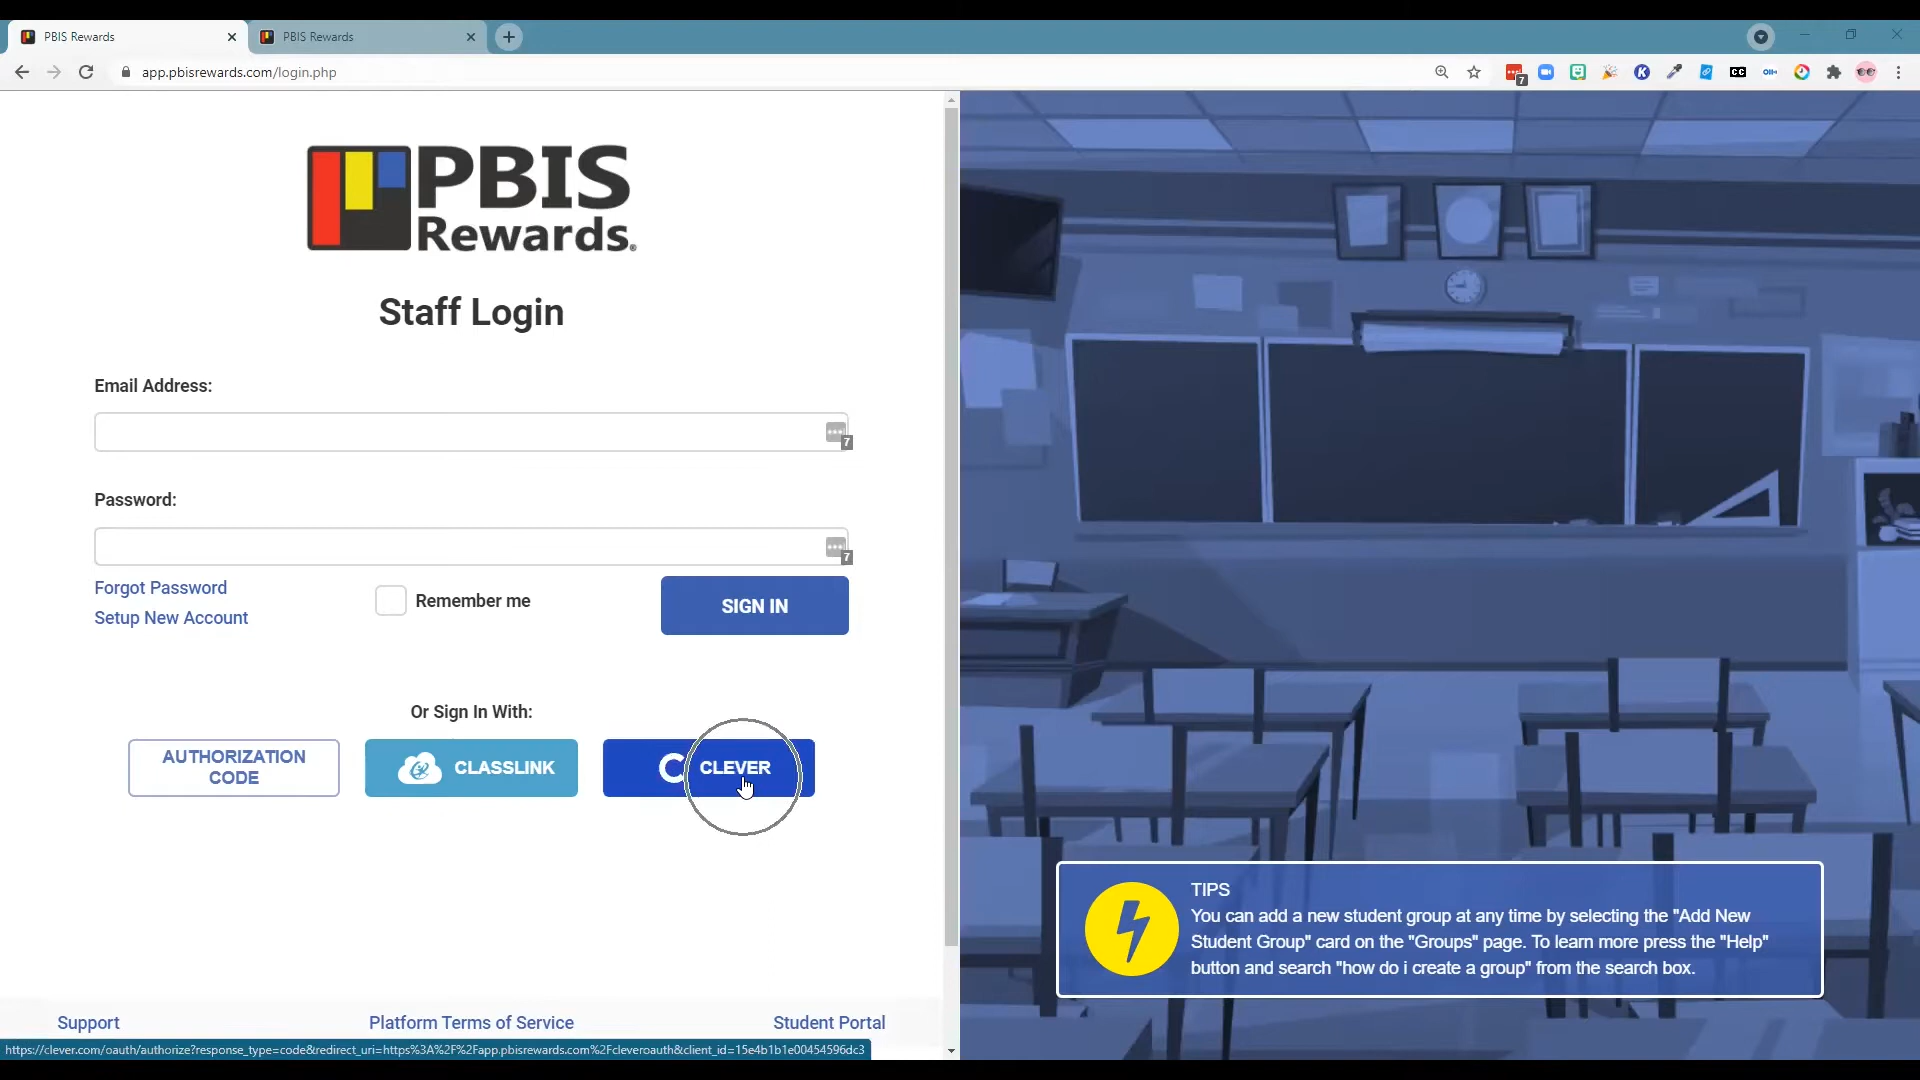 PBIS Rewards
PBIS Rewards
app.pbisrewards.com/login.php
7
CC
PBIS
Rewards.
Staff Login
Email Address:
7
Password:
7
Forgot Password
Remember me
SIGN IN
Setup New Account
Or Sign In With:
AUTHORIZATION
CODE
CLASSLINK
CLEVER
TIPS
You can add a new student group at any time by selecting the "Add New
Student Group" card on the "Groups" page. To learn more press the "Help"
button and search "how do i create a group" from the search box.
Support
Platform Terms of Service
Student Portal
https://clever.com/oauth/authorize?response_type=code&redirect_uri=https%3A%2F%2Fapp.pbisrewards.com%2Fcleveroauth&client_id=15e4b1b1e00454596dc3